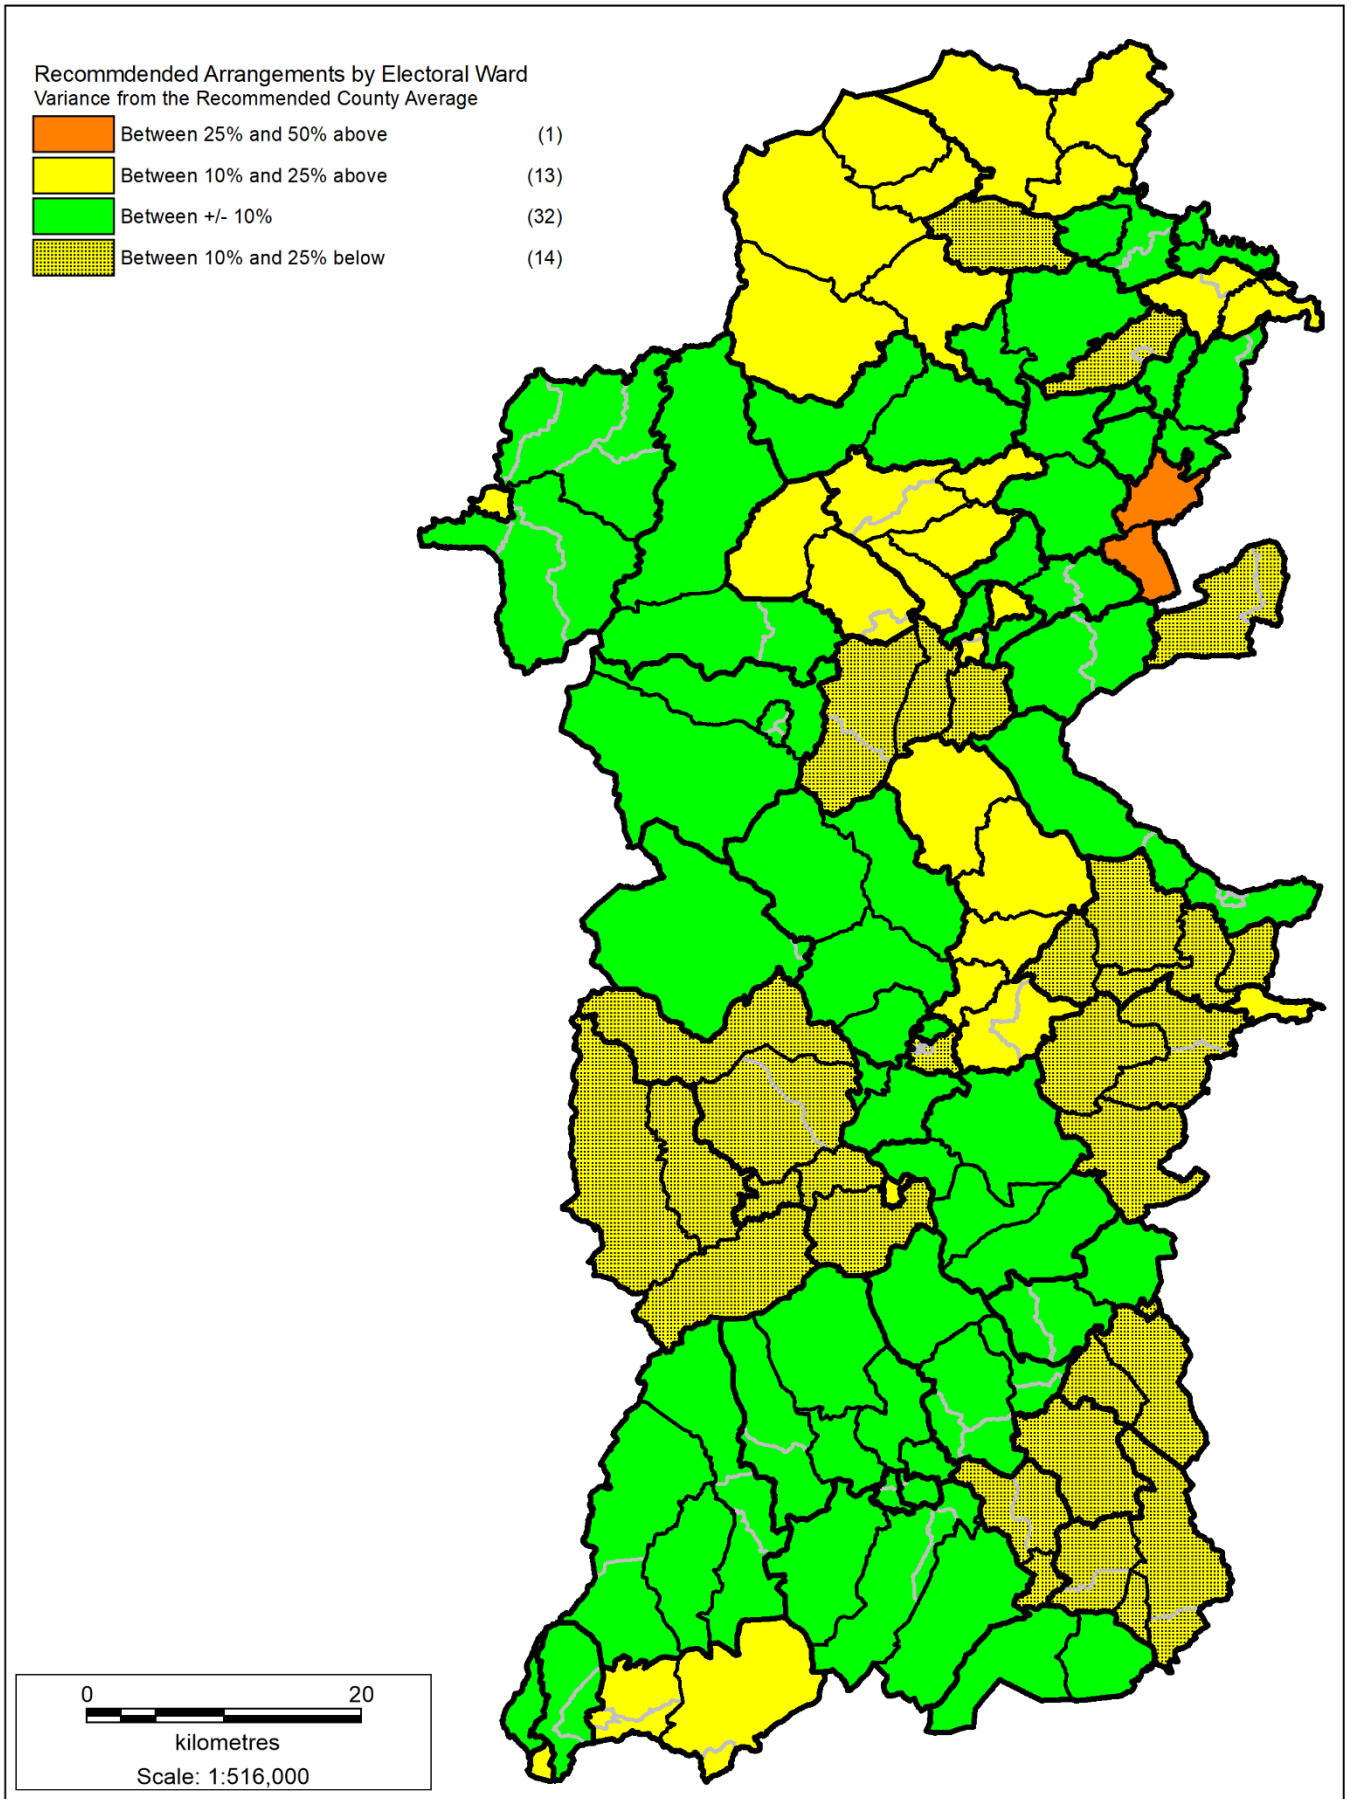 Recommdended Arrangements by Electoral Ward
Variance from the Recommended County Average
Between 25% and 50% above (1)
Between 10% and 25% above (13)
Between +/- 10% (32)
Between 10% and 25% below (14)
0 20
kilometres
Scale: 1:516,000